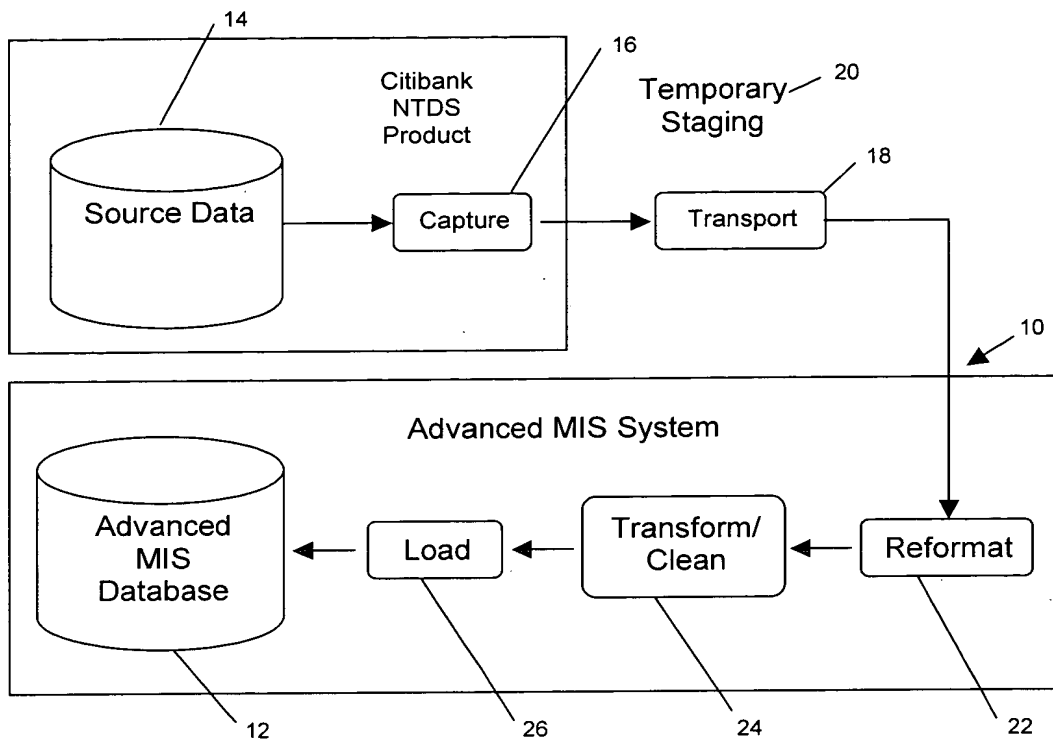 14
16
20
Citibank
NTDS
Product
Temporary
Staging
18
Source Data
Capture
Transport
10
Advanced MIS System
Advanced
MIS
Database
Load
Transform/
Clean
Reformat
12
26
24
22